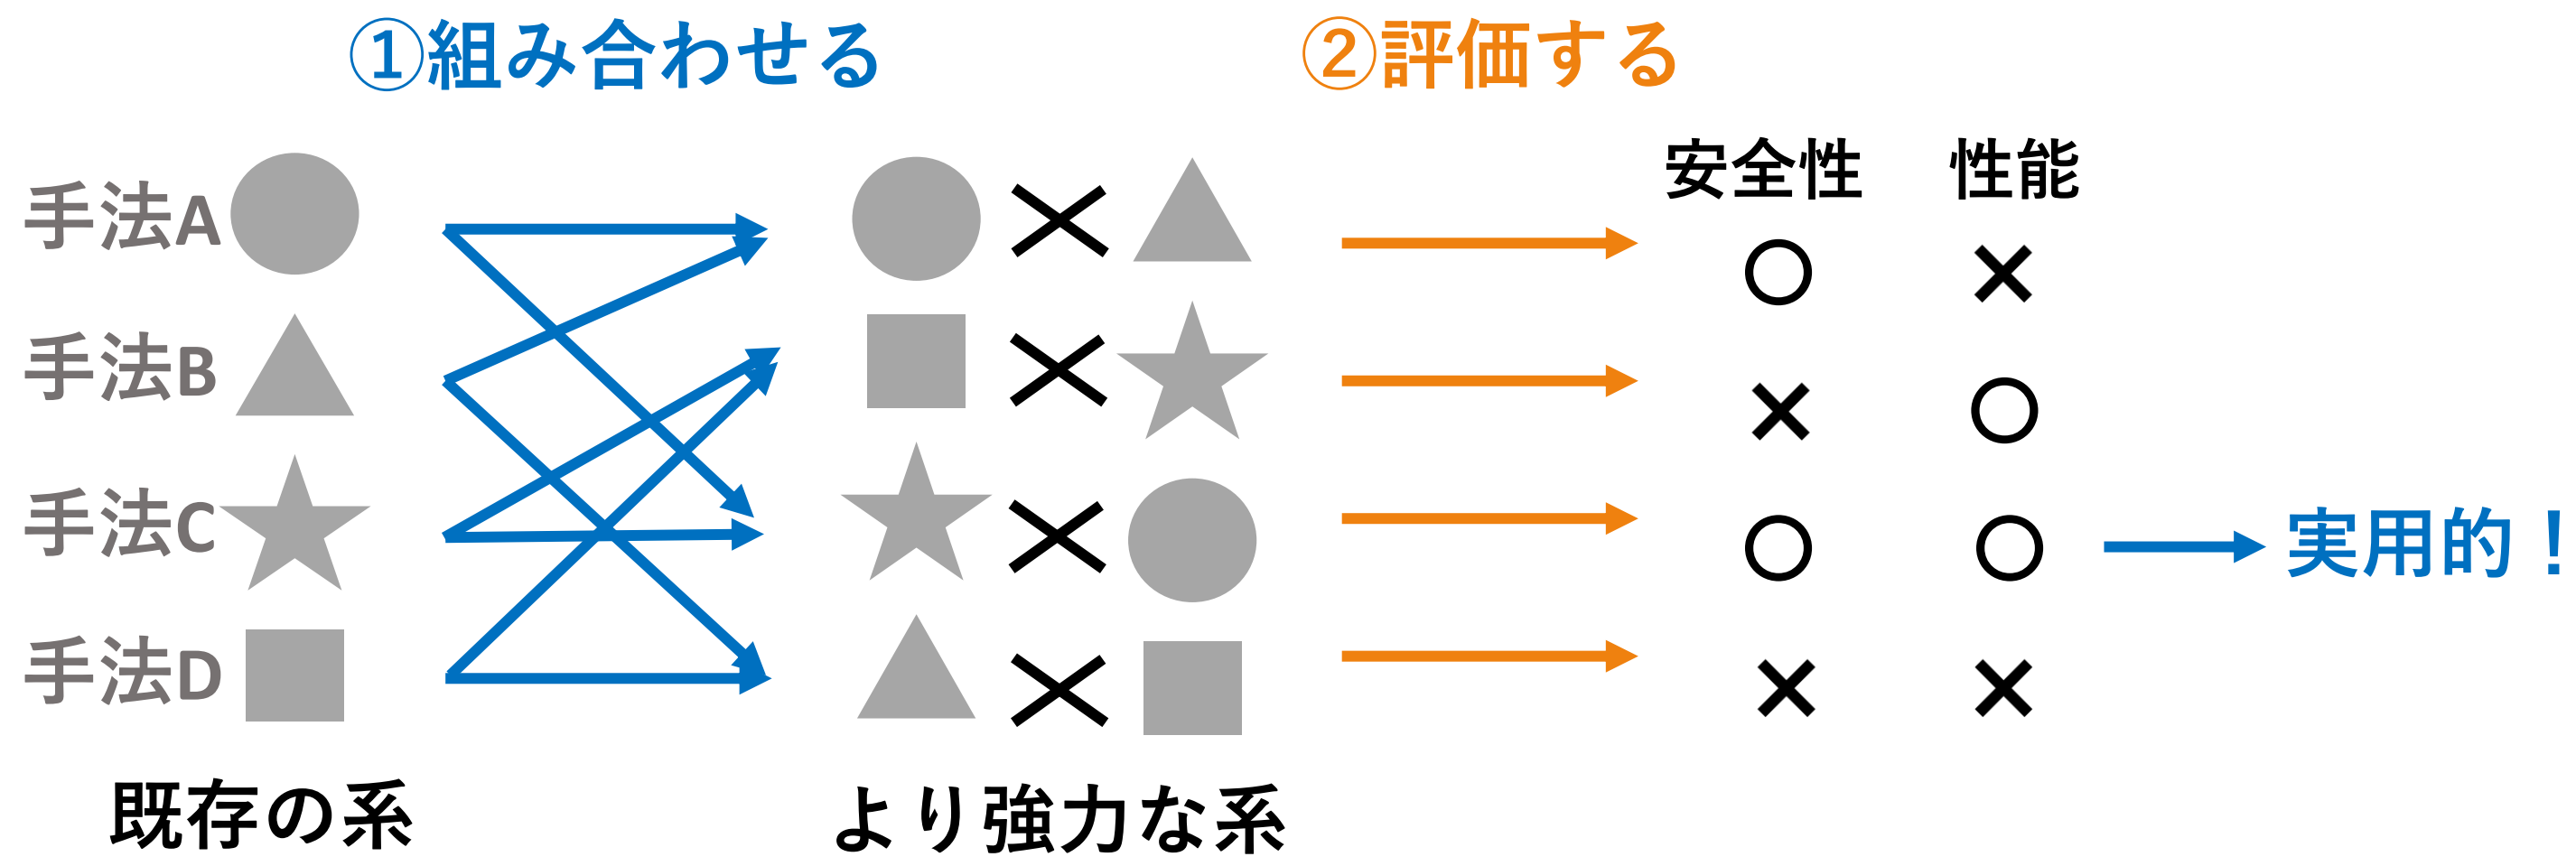 ①組み合わせる
②評価する
安全性 性能
手法A
手法B
手法C
手法D
実用的！
既存の系
より強力な系